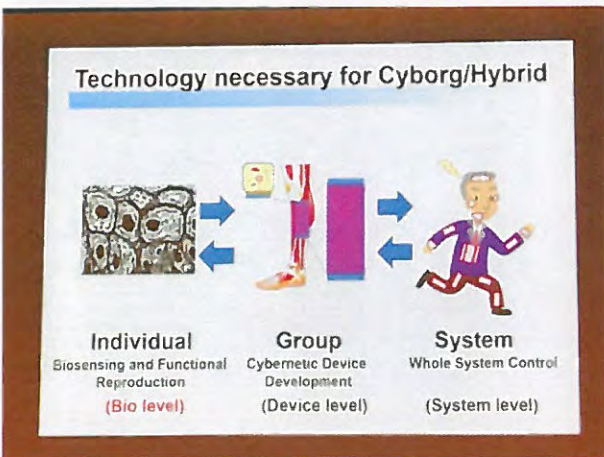 Technology necessary for Cyborg/Hybrid
Individual
Biosensing and Functional
Reproduction
(Bio level)
Group
Cybernetic Device
Development
(Device level)
System
Whole System Control
(System level)